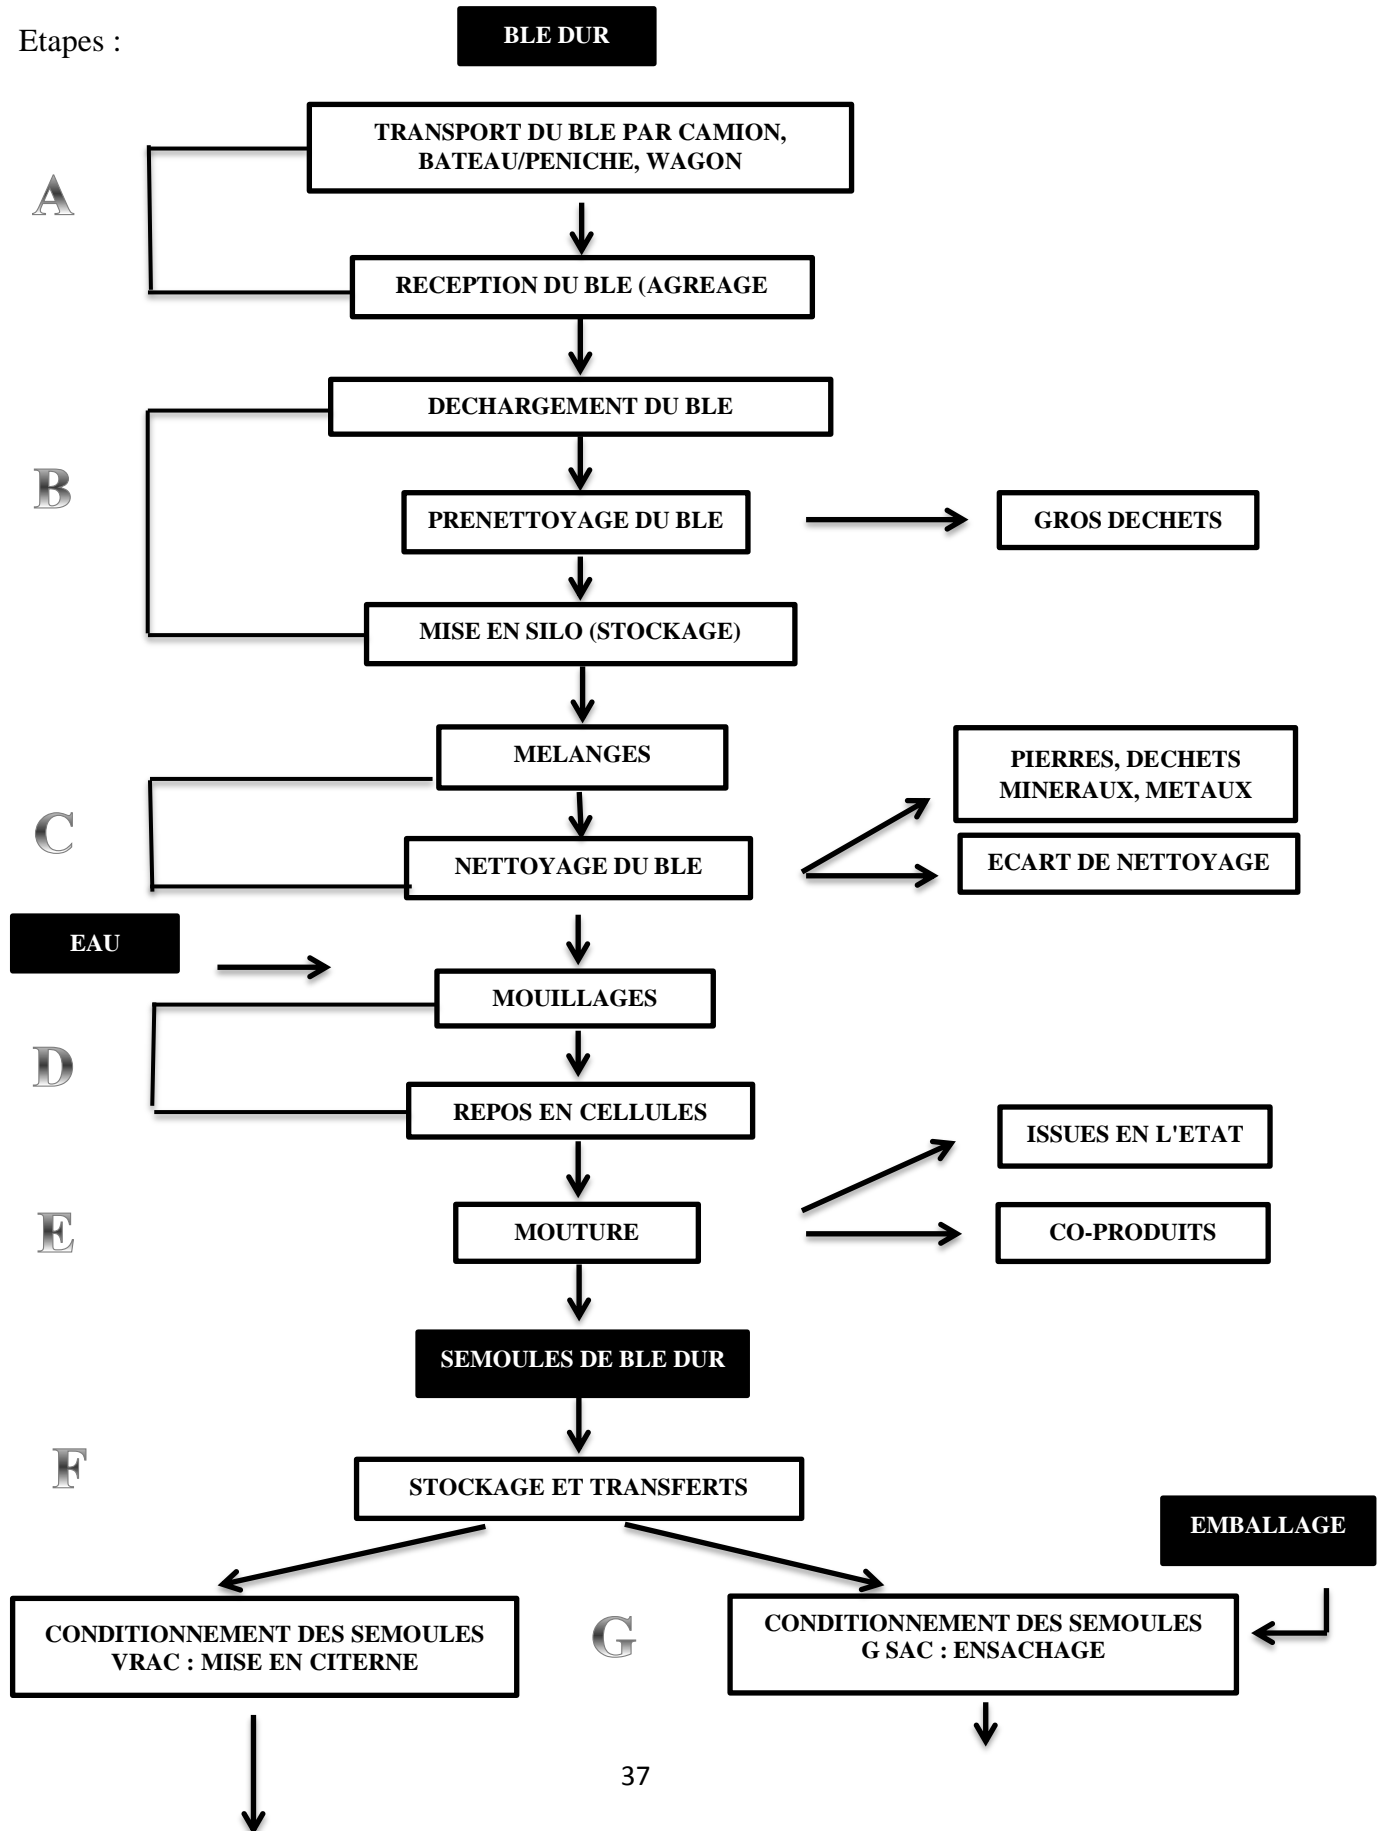 Etapes :
BLE DUR
TRANSPORT DU BLE PAR CAMION,
BATEAU/PENICHE, WAGON
A
RECEPTION DU BLE (AGREAGE
DECHARGEMENT DU BLE
B
PRENETTOYAGE DU BLE
GROS DECHETS
MISE EN SILO (STOCKAGE)
MELANGES
PIERRES, DECHETS
MINERAUX, METAUX
C
NETTOYAGE DU BLE
ECART DE NETTOYAGE
EAU
MOUILLAGES
D
REPOS EN CELLULES
ISSUES EN L'ETAT
E
MOUTURE
CO-PRODUITS
SEMOULES DE BLE DUR
F
STOCKAGE ET TRANSFERTS
EMBALLAGE
CONDITIONNEMENT DES SEMOULES
VRAC : MISE EN CITERNE
G
CONDITIONNEMENT DES SEMOULES
G SAC : ENSACHAGE
37